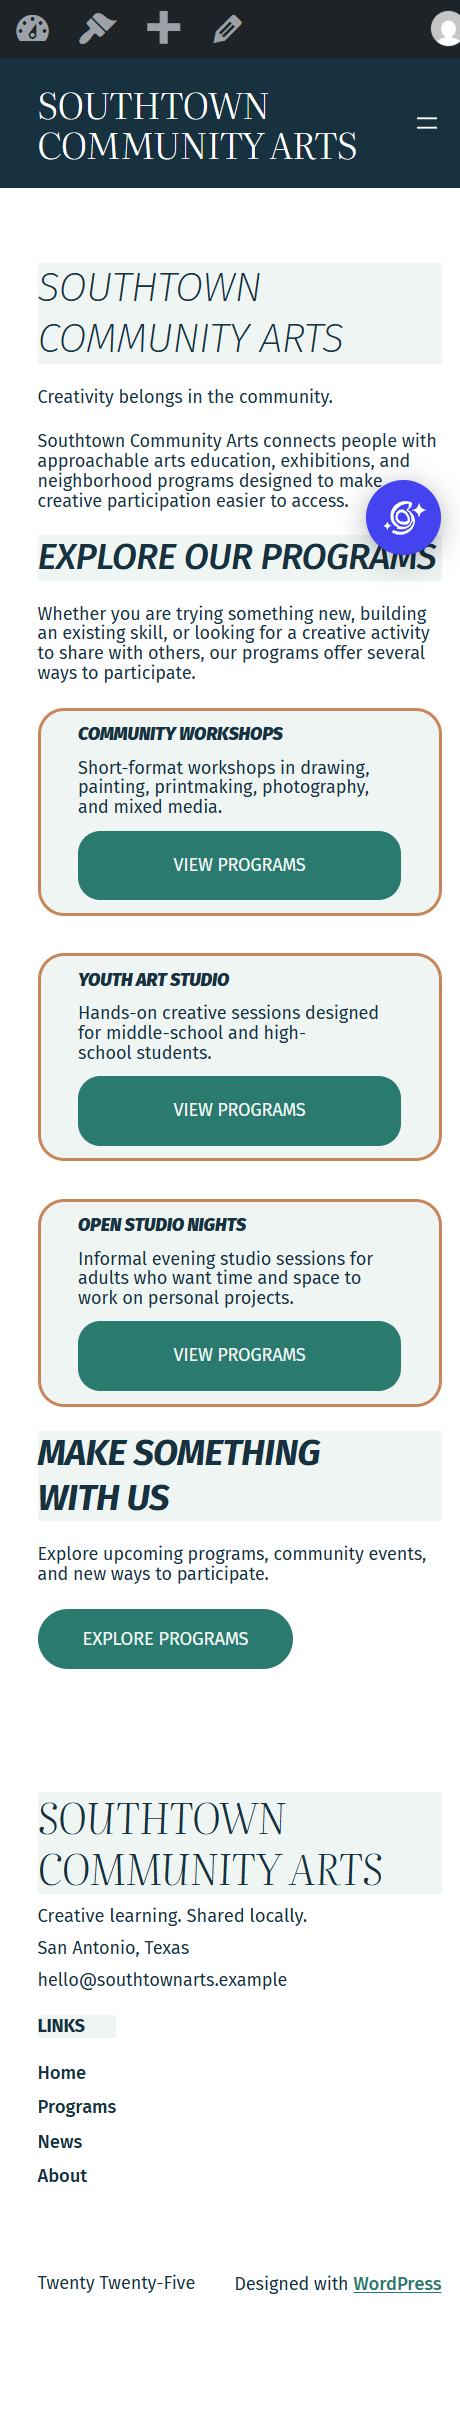 SOUTHTOWN
COMMUNITY ARTS
SOUTHTOWN
COMMUNITY ARTS
Creativity belongs in the community.
Southtown Community Arts connects people with
approachable arts education, exhibitions, and
neighborhood programs designed to make
creative participation easier to access.
EXPLORE OUR PROGRAMS
Whether you are trying something new, building
an existing skill, or looking for a creative activity
to share with others, our programs offer several
ways to participate.
COMMUNITY WORKSHOPS
Short-format workshops in drawing,
painting, printmaking, photography,
and mixed media.
VIEW PROGRAMS
YOUTH ART STUDIO
Hands-on creative sessions designed
for middle-school and high-
school students.
VIEW PROGRAMS
OPEN STUDIO NIGHTS
Informal evening studio sessions for
adults who want time and space to
work on personal projects.
VIEW PROGRAMS
MAKE SOMETHING
WITH US
Explore upcoming programs, community events,
and new ways to participate.
EXPLORE PROGRAMS
SOUTHTOWN
COMMUNITY ARTS
Creative learning. Shared locally.
San Antonio, Texas
hello@southtownarts.example
LINKS
Home
Programs
News
About
Twenty Twenty-Five
Designed with WordPress